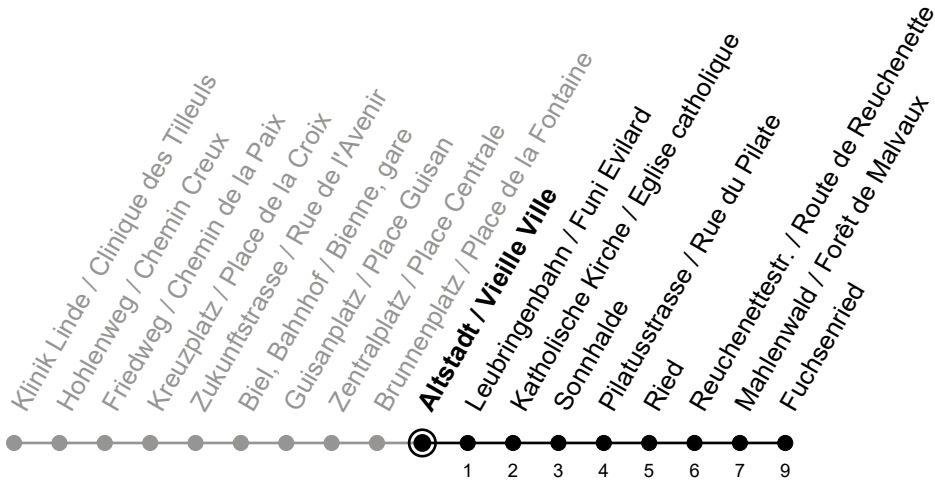 Klinik Linde / Clinique des Tilleuls
Hohlenweg / Chemin Creux
Friedweg / Chemin de la Paix
Kreuzplatz / Place de la Croix
Zukunftstrasse / Rue de l'Avenir
Biel, Bahnhof / Bienne, gare
Guisanplatz / Place Guisan
Zentralplatz / Place Centrale
Brunnenplatz / Place de la Fontaine
Altstadt / Vieille Ville
Leubringenbahn / Funi Evilard
Katholische Kirche / Eglise catholique
Sonnhalde
Pilatusstrasse / Rue du Pilate
Ried
Reuchenettestr. / Route de Reuchenette
Mahlenwald / Forêt de Malvaux
Fuchsenried
1 2 3 4 5 6 7 9